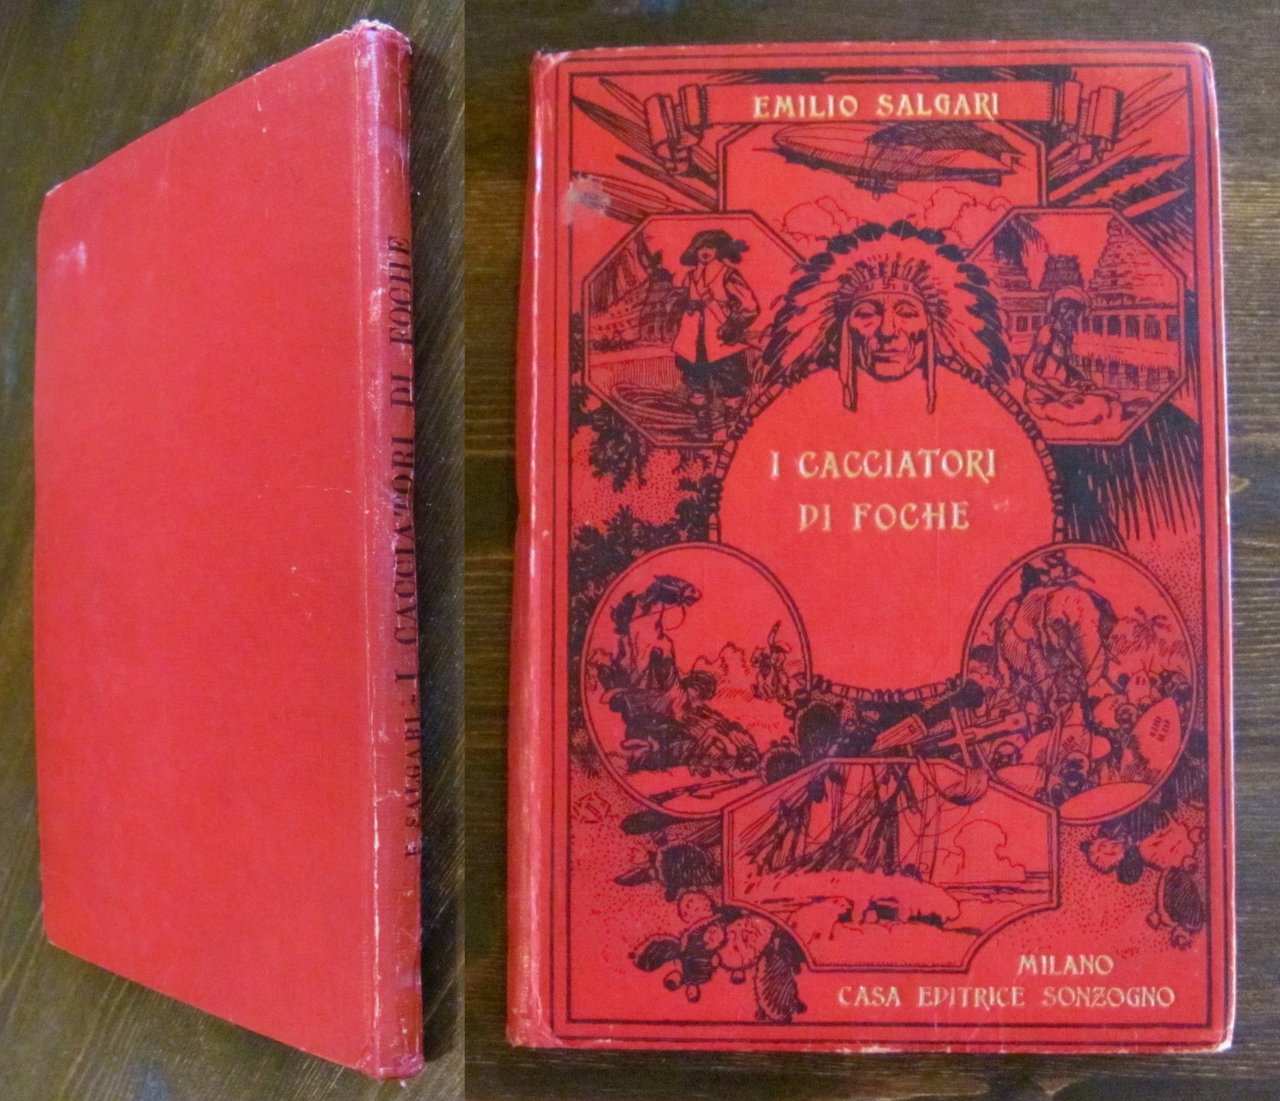 E. SALGARI - I CACCIATORI DI FOCHE
EMILIO SALGARI
I CACCIATORI
DI FOCHE
MILANO
CASA EDITRICE SONZOGNO